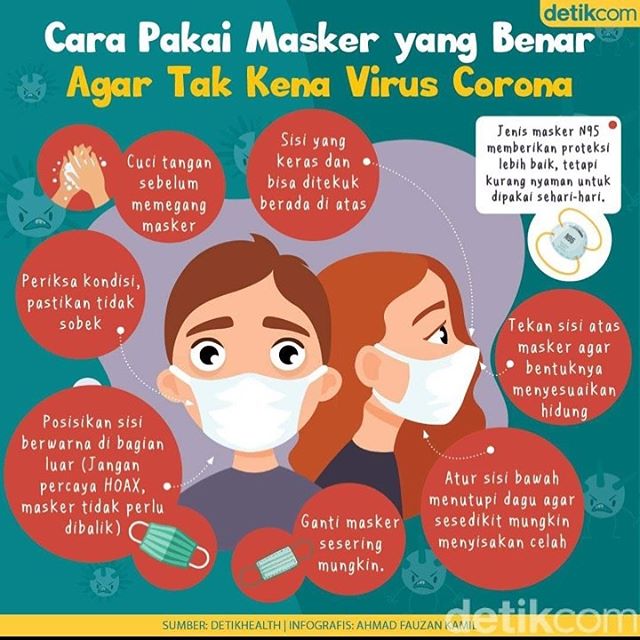 detikcom
Cara Pakai Masker yang Benar
Agar Tak Kena Virus Corona
Cuci tangan
sebelum
memegang
masker
Sisi yang
keras dan
bisa ditekuk
berada di atas
Jenis masker N95
memberikan proteksi
lebih baik, tetapi
kurang nyaman untuk
dipakai sehari-hari.
N95
Periksa kondisi,
pastikan tidak
sobek
Tekan sisi atas
masker agar
bentuknya
menyesuaikan
hidung
Posisikan sisi
berwarna di bagian
luar (Jangan
percaya HOAX,
masker tidak perlu
dibalik)
Ganti masker
sesering
mungkin.
Atur sisi bawah
menutupi dagu agar
sesedikit mungkin
menyisakan celah
SUMBER: DETIKHEALTH | INFOGRAFIS: AHMAD FAUZAN KAMIL
detikcom